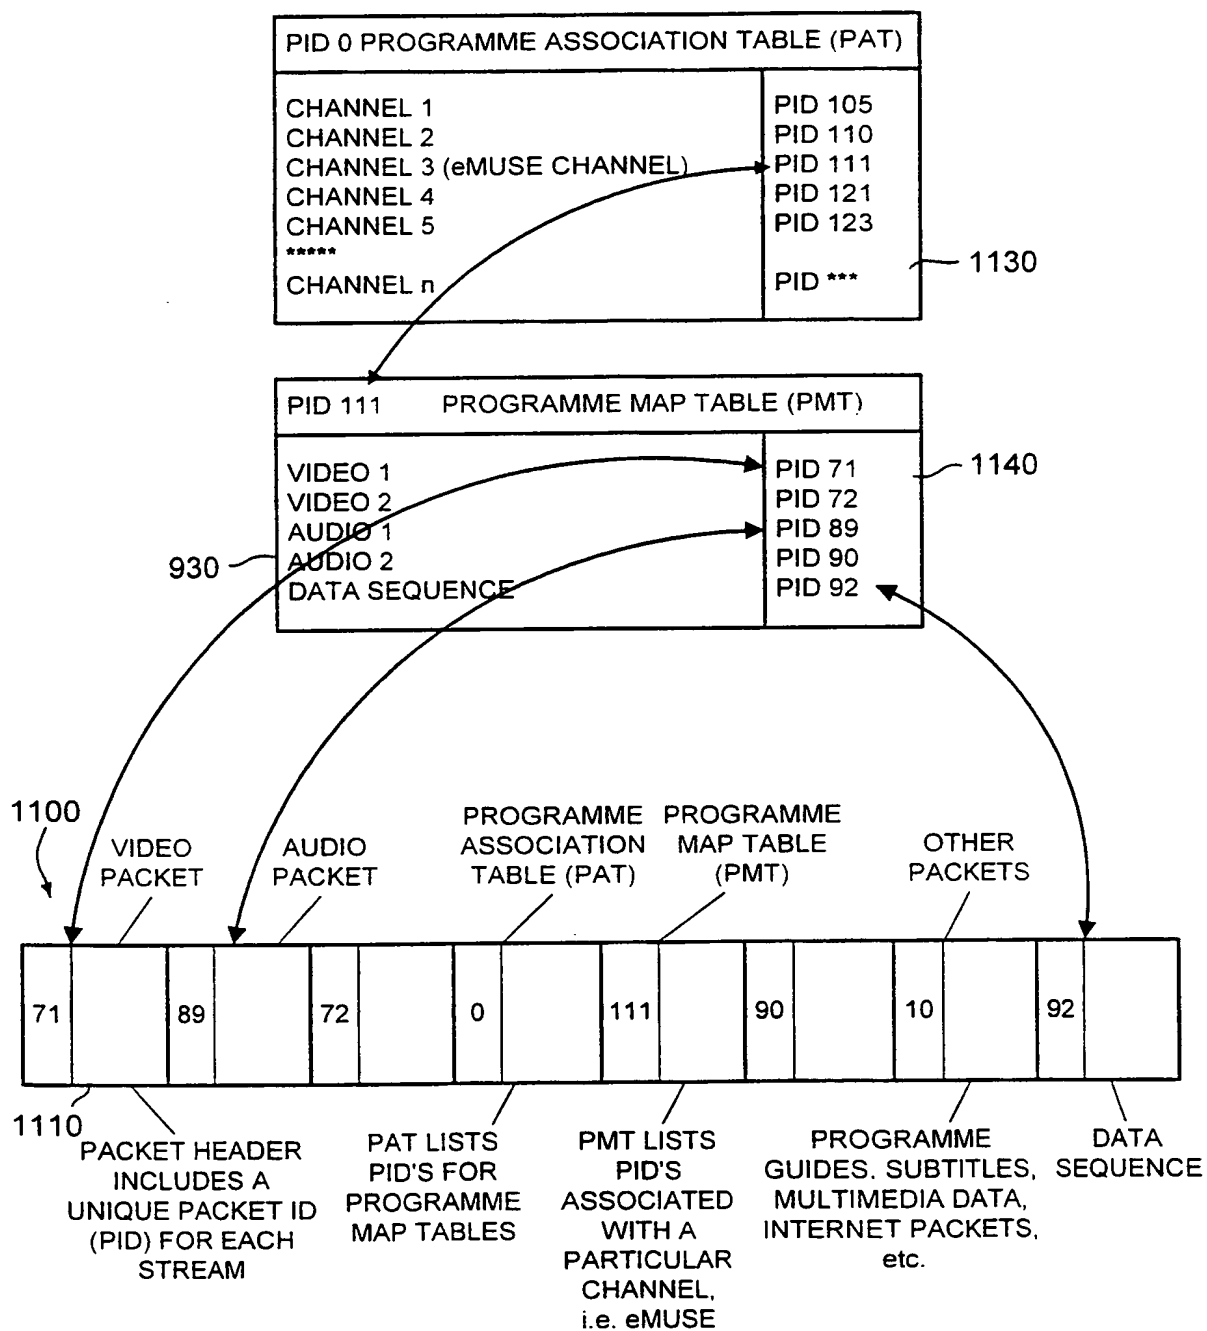 PID 0 PROGRAMME ASSOCIATION TABLE (PAT)
CHANNEL 1 PID 105
CHANNEL 2 PID 110
CHANNEL 3 (eMUSE CHANNEL) PID 111
CHANNEL 4 PID 121
CHANNEL 5 PID 123
*****
CHANNEL n PID ***
1130
PID 111 PROGRAMME MAP TABLE (PMT)
VIDEO 1 PID 71
VIDEO 2 PID 72
AUDIO 1 PID 89
AUDIO 2 PID 90
DATA SEQUENCE PID 92
1140
930
1100
VIDEO
PACKET
AUDIO
PACKET
PROGRAMME
ASSOCIATION
TABLE (PAT)
PROGRAMME
MAP TABLE
(PMT)
OTHER
PACKETS
71 89 72 0 111 90 10 92
1110
PACKET HEADER
INCLUDES A
UNIQUE PACKET ID
(PID) FOR EACH
STREAM
PAT LISTS
PID'S FOR
PROGRAMME
MAP TABLES
PMT LISTS
PID'S
ASSOCIATED
WITH A
PARTICULAR
CHANNEL,
i.e. eMUSE
PROGRAMME
GUIDES. SUBTITLES,
MULTIMEDIA DATA,
INTERNET PACKETS,
etc.
DATA
SEQUENCE